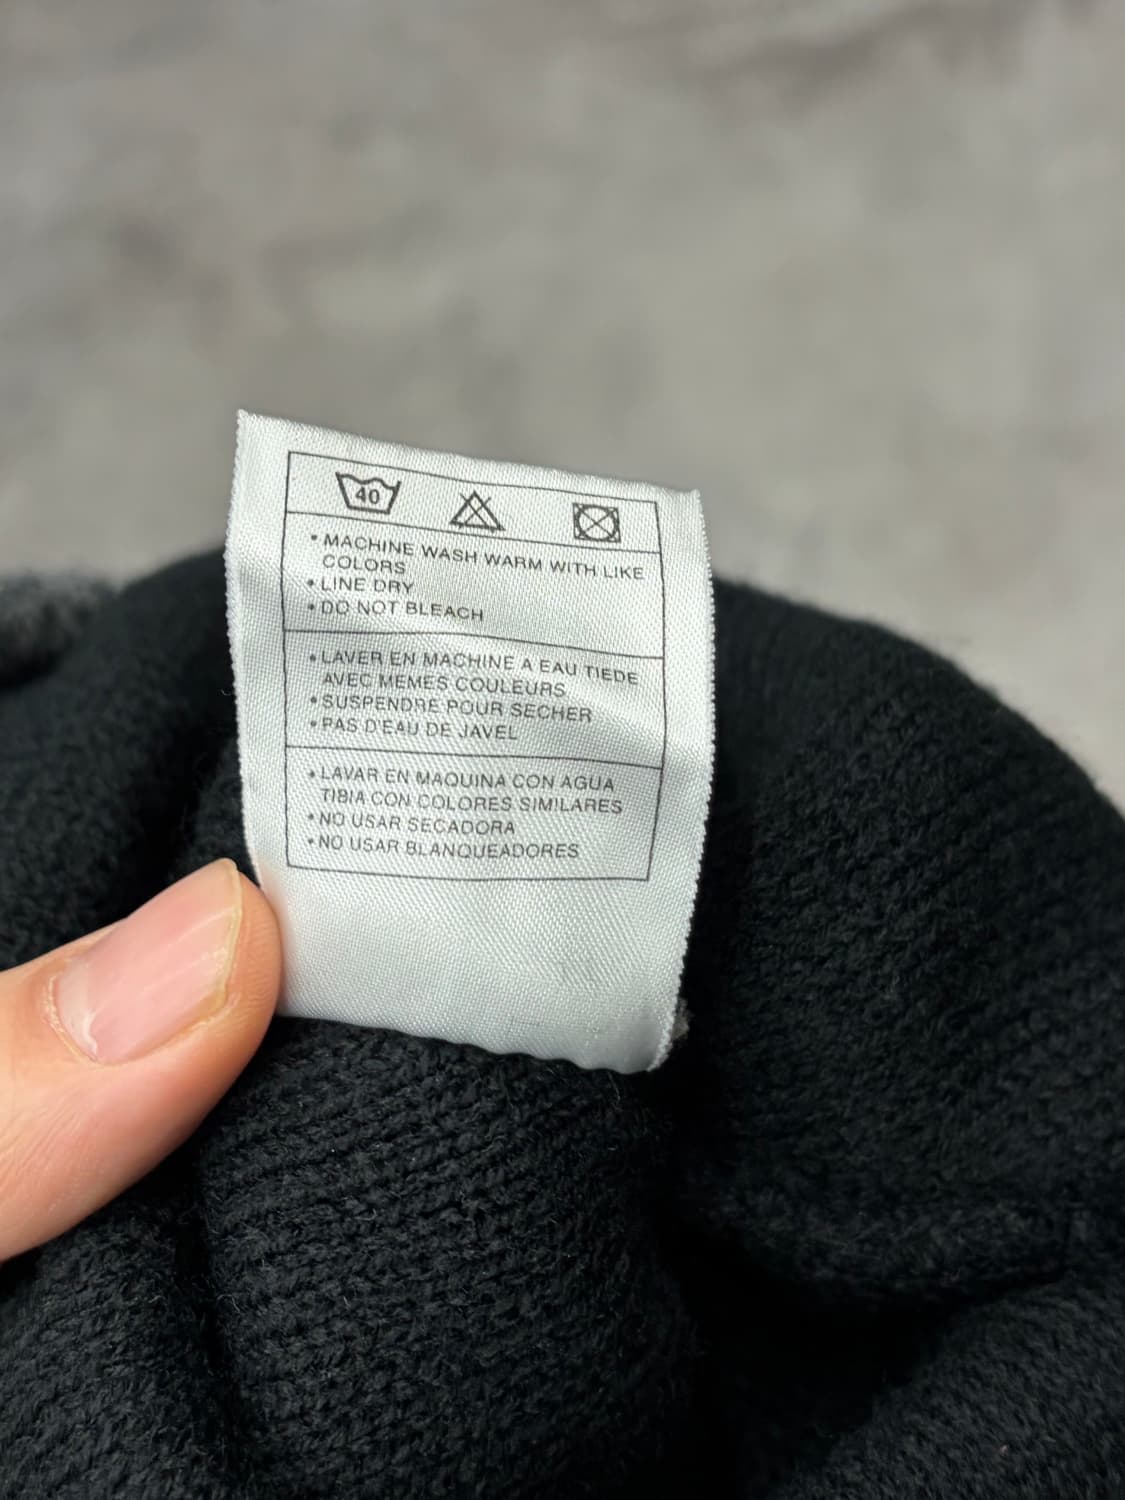 40
• MACHINE WASH WARM WITH LIKE
COLORS
• LINE DRY
• DO NOT BLEACH
• LAVER EN MACHINE A EAU TIEDE
AVEC MEMES COULEURS
• SUSPENDRE POUR SECHER
• PAS D'EAU DE JAVEL
• LAVAR EN MAQUINA CON AGUA
TIBIA CON COLORES SIMILARES
• NO USAR SECADORA
• NO USAR BLANQUEADORES